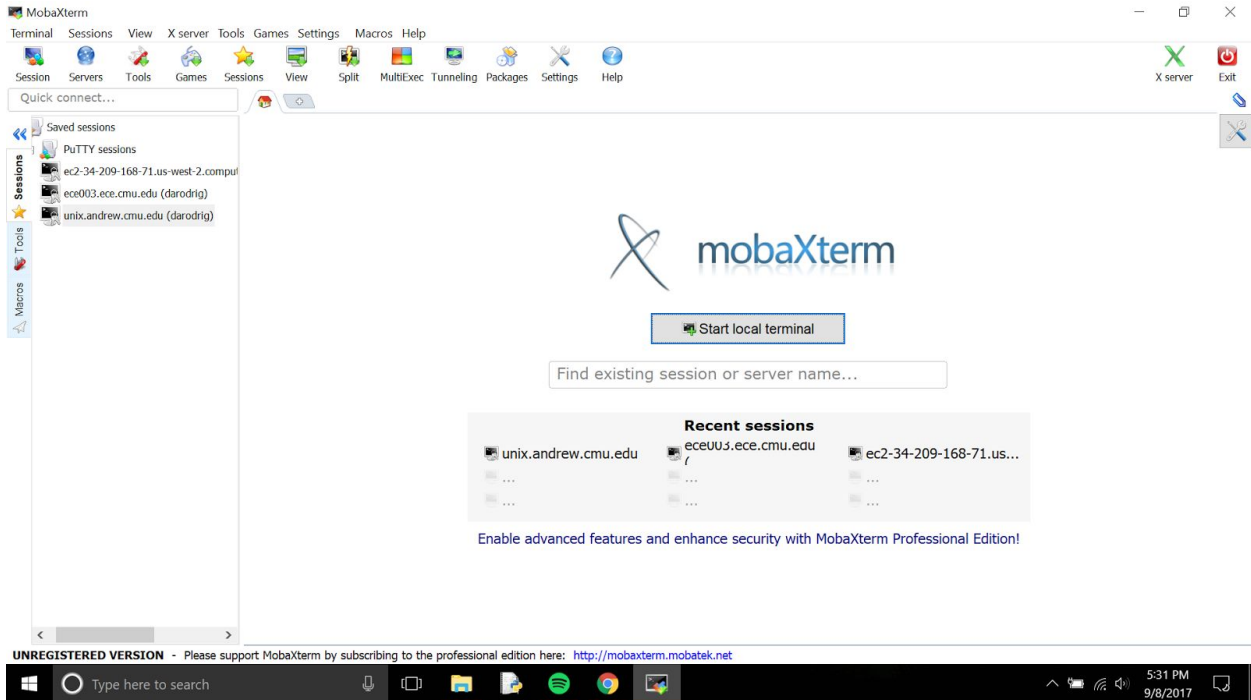 MobaXterm
Terminal Sessions View X server Tools Games Settings Macros Help
Session Servers Tools Games Sessions View Split MultiExec Tunneling Packages Settings Help X server Exit
Quick connect...
Sessions
Tools
Macros
Saved sessions
PuTTY sessions
ec2-34-209-168-71.us-west-2.comput
ece003.ece.cmu.edu (darodrig)
unix.andrew.cmu.edu (darodrig)
mobaXterm
Start local terminal
Find existing session or server name...
Recent sessions
unix.andrew.cmu.edu ece003.ece.cmu.edu ( ec2-34-209-168-71.us...
... ... ...
... ... ...
Enable advanced features and enhance security with MobaXterm Professional Edition!
UNREGISTERED VERSION - Please support MobaXterm by subscribing to the professional edition here: http://mobaxterm.mobatek.net
Type here to search
5:31 PM
9/8/2017